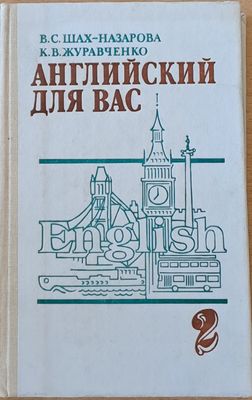 В.С. ШАХ-НАЗАРОВА
К.В. ЖУРАВЧЕНКО
АНГЛИЙСКИЙ
ДЛЯ ВАС
English
2